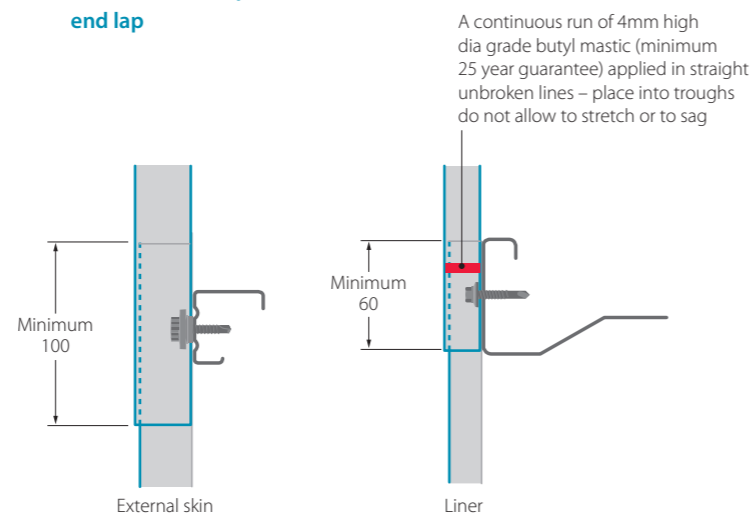 end lap
A continuous run of 4mm high
dia grade butyl mastic (minimum
25 year guarantee) applied in straight
unbroken lines – place into troughs
do not allow to stretch or to sag
Minimum
100
Minimum
60
External skin
Liner